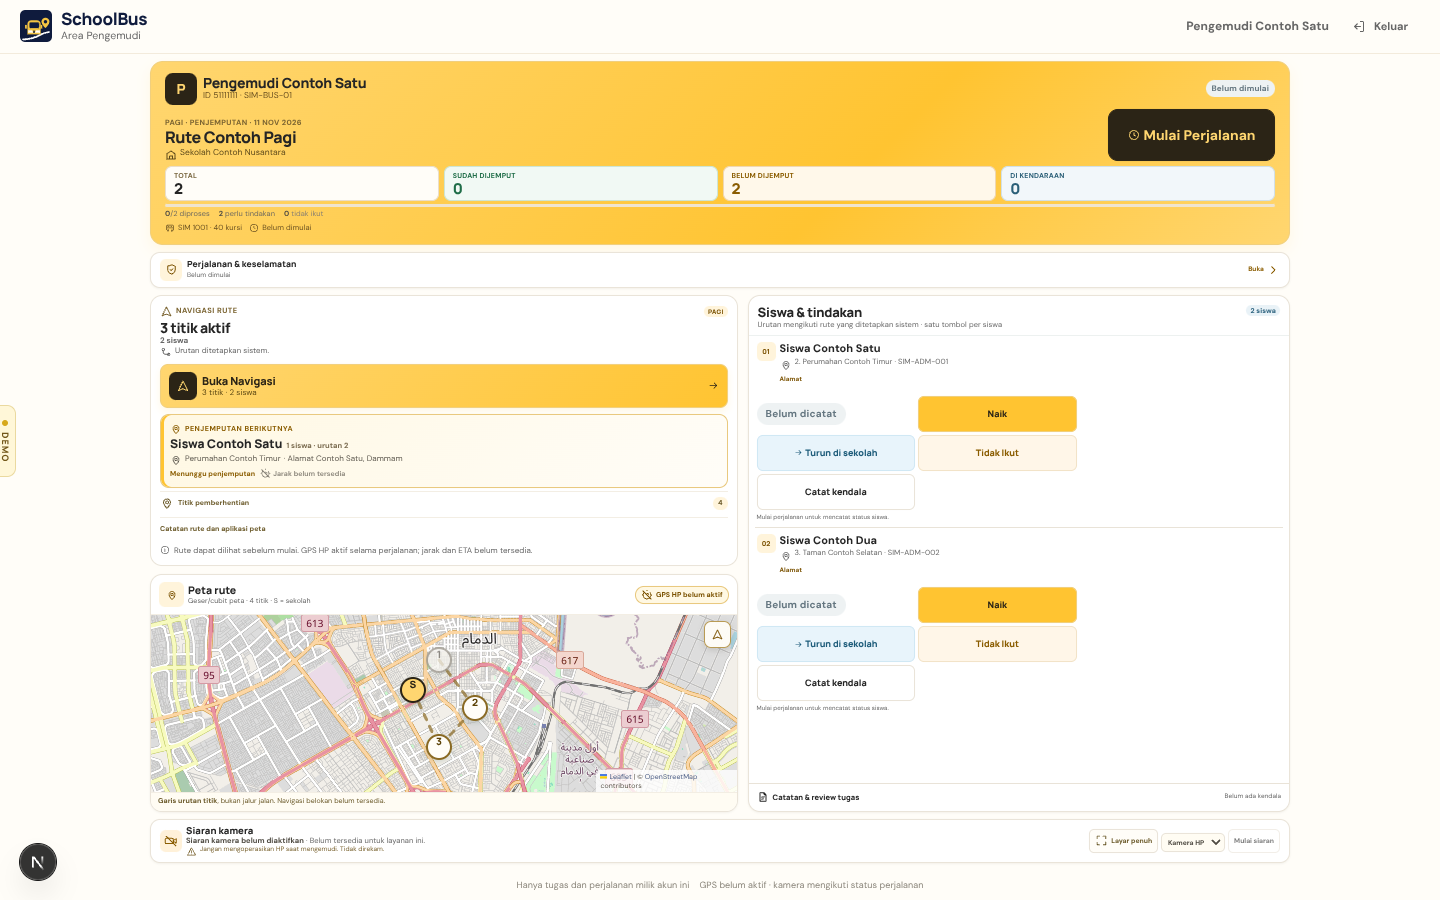 SchoolBus
Area Pengemudi
Pengemudi Contoh Satu
Keluar
P
Pengemudi Contoh Satu
SIM-BUS-01
Belum dimulai
PAGI · PENJEMPUTAN · 11 NOV 2026
Rute Contoh Pagi
Sekolah Contoh Nusantara
Mulai Perjalanan
TOTAL
2
SUDAH DIJEMPUT
0
BELUM DIJEMPUT
2
DI KENDARAAN
0
0/2 diproses 2 perlu tindakan 0 tidak ikut
SIM 1001 · 40 kursi Belum dimulai
Perjalanan & keselamatan
Belum dimulai
Buka
DEMO
NAVIGASI RUTE
PAGI
3 titik aktif
2 siswa
Urutan ditetapkan sistem.
Buka Navigasi
3 titik · 2 siswa
→
PENJEMPUTAN BERIKUTNYA
Siswa Contoh Satu 1 siswa · urutan 2
Perumahan Contoh Timur · Alamat Contoh Satu, Dammam
Menunggu penjemputan Jarak belum tersedia
Titik pemberhentian
4
Catatan rute dan aplikasi peta
Rute dapat dilihat sebelum mulai. GPS HP aktif selama perjalanan; jarak dan ETA belum tersedia.
Peta rute
Geser/cubit peta · 4 titik · S = sekolah
GPS HP belum aktif
613
الدمام
1
617
95
S
2
615
3
أول مدينة
صناعية
في الدمام
Leaflet | © OpenStreetMap
contributors
Garis urutan titik, bukan jalur jalan. Navigasi belokan belum tersedia.
Siswa & tindakan
2 siswa
Urutan mengikuti rute yang ditetapkan sistem · satu tombol per siswa
01
Siswa Contoh Satu
2. Perumahan Contoh Timur · SIM-ADM-001
Alamat
Belum dicatat
Naik
→ Turun di sekolah
Tidak Ikut
Catat kendala
Mulai perjalanan untuk mencatat status siswa.
02
Siswa Contoh Dua
3. Taman Contoh Selatan · SIM-ADM-002
Alamat
Belum dicatat
Naik
→ Turun di sekolah
Tidak Ikut
Catat kendala
Mulai perjalanan untuk mencatat status siswa.
Catatan & review tugas
Belum ada kendala
Siaran kamera
Siaran kamera belum diaktifkan · Belum tersedia untuk layanan ini.
Jangan mengoperasikan HP saat mengemudi. Tidak direkam.
Layar penuh
Kamera HP
Mulai siaran
N
Hanya tugas dan perjalanan milik akun ini GPS belum aktif · kamera mengikuti status perjalanan